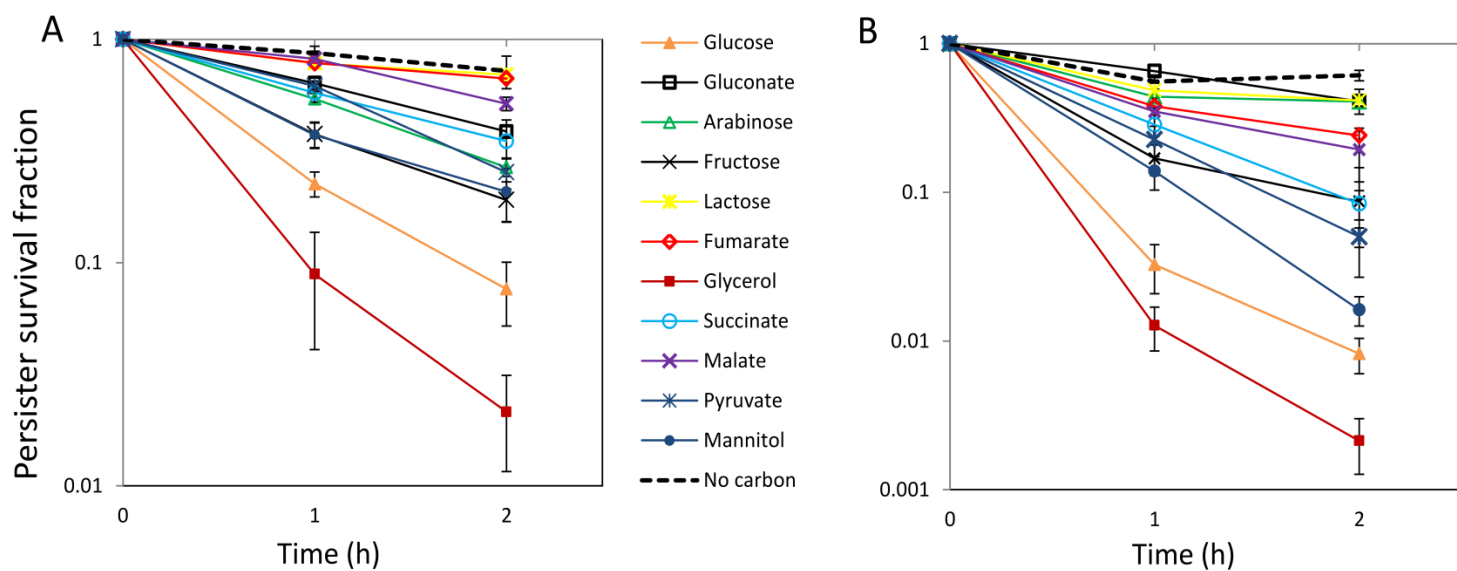 A
B
Persister survival fraction
1
0.1
0.01
0
1
2
Time (h)
Glucose
Gluconate
Arabinose
Fructose
Lactose
Fumarate
Glycerol
Succinate
Malate
Pyruvate
Mannitol
No carbon
1
0.1
0.01
0.001
0
1
2
Time (h)